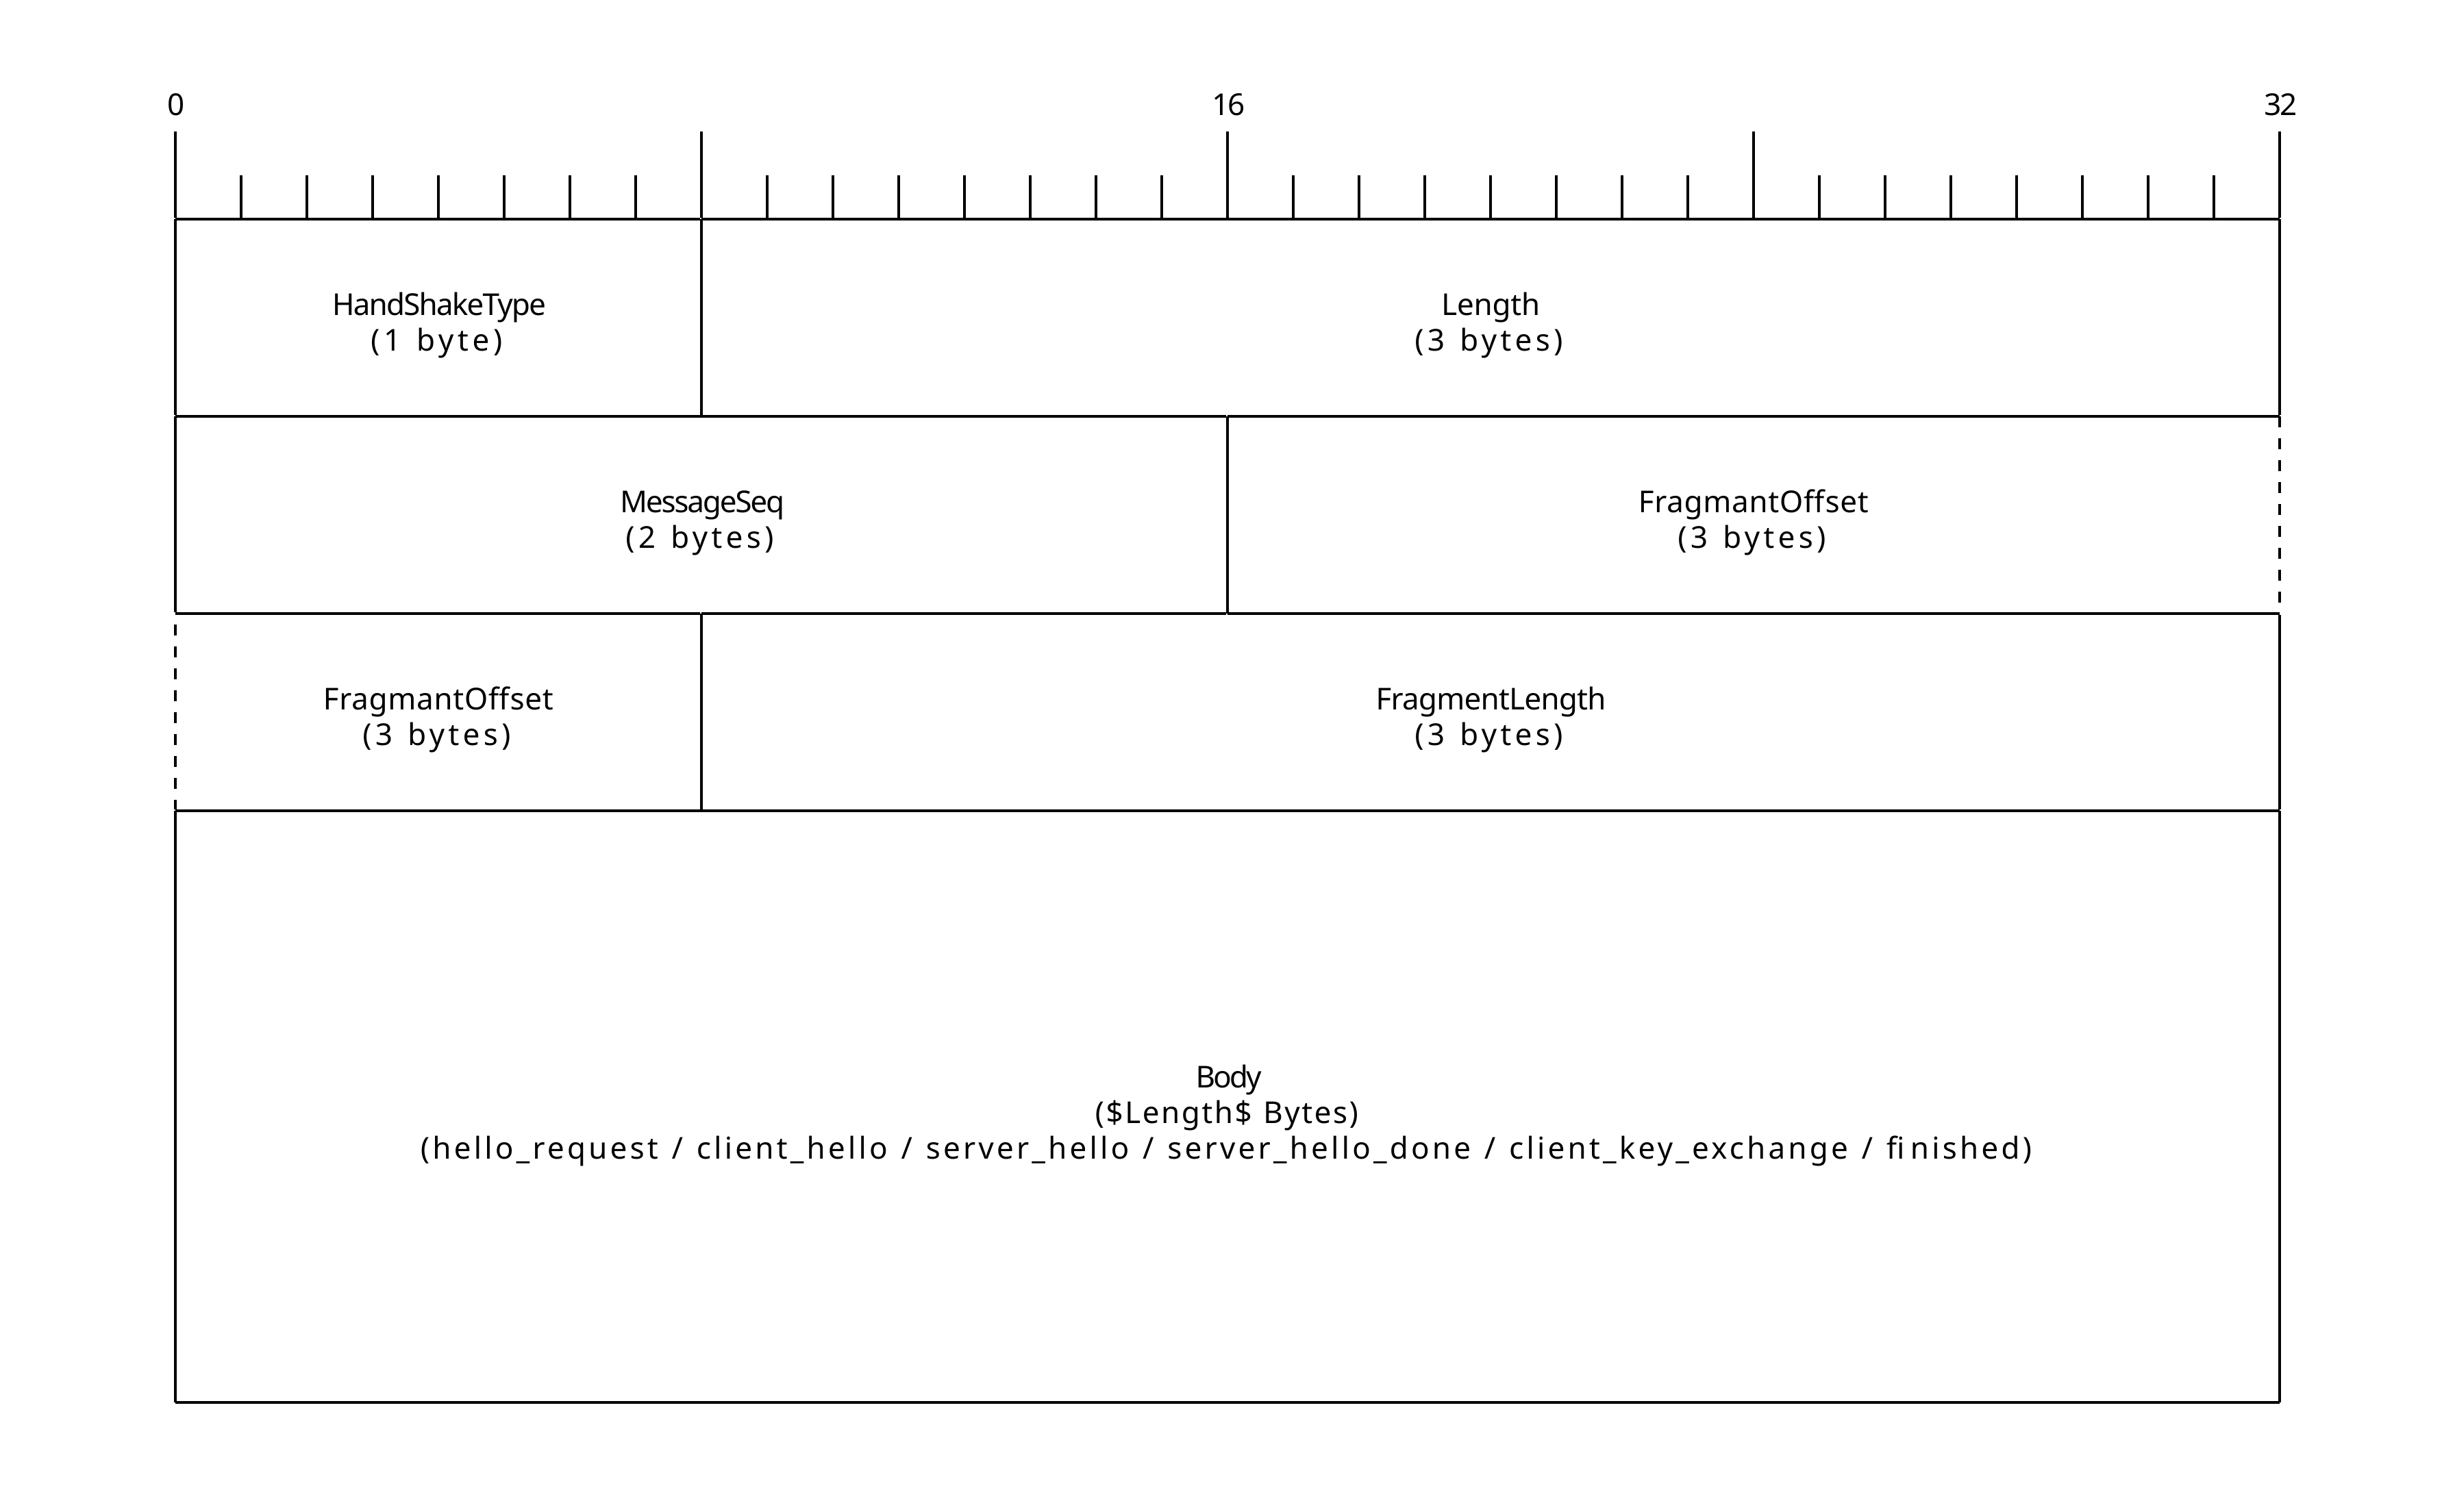 0 16 32
HandShakeType Length
(1 byte) (3 bytes)
MessageSeq FragmantOffset
(2 bytes) (3 bytes)
FragmantOffset FragmentLength
(3 bytes) (3 bytes)
Body
($Length$ Bytes)
(hello_request / client_hello / server_hello / server_hello_done / client_key_exchange / finished)